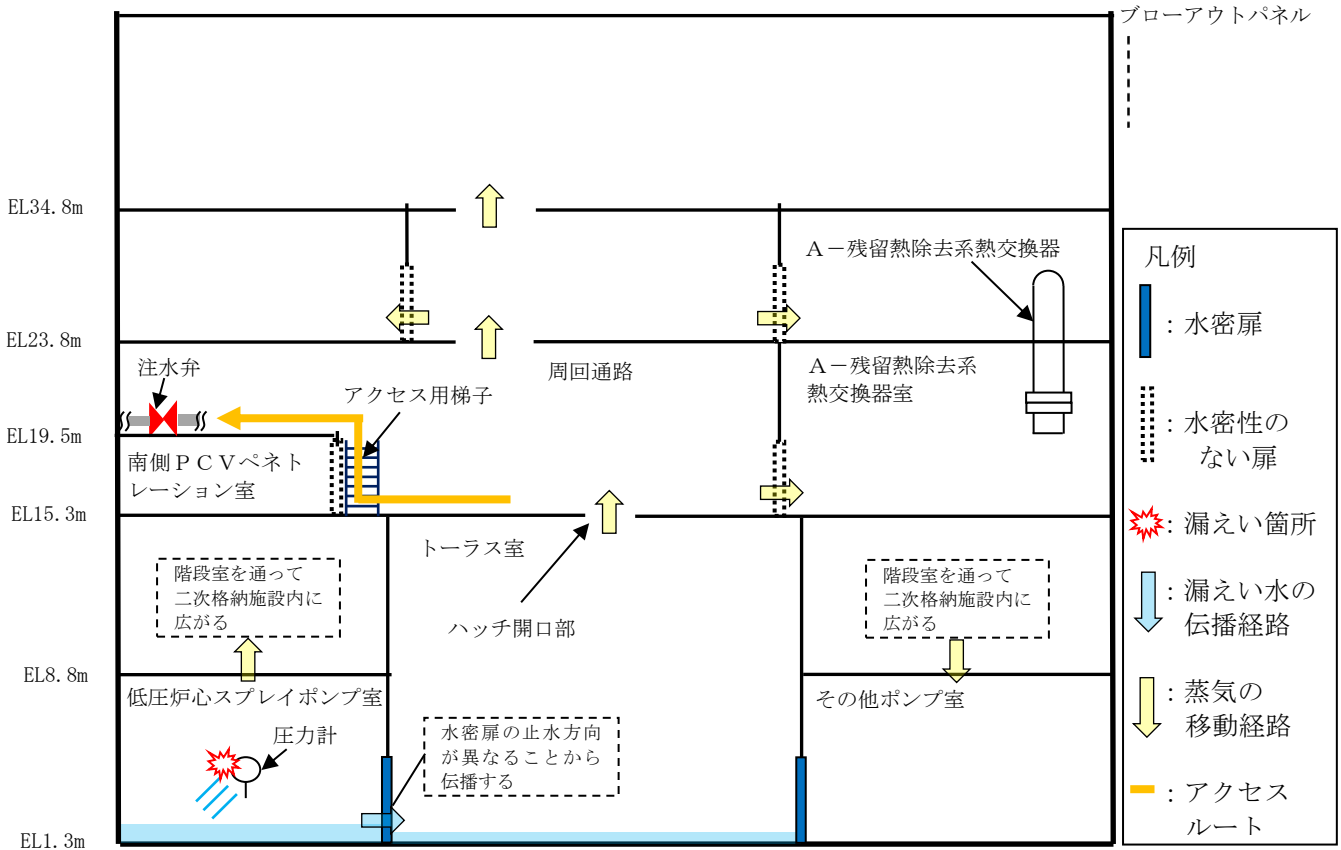 ブローアウトパネル
EL34.8m
A－残留熱除去系熱交換器
EL23.8m
注水弁
アクセス用梯子
周回通路
A－残留熱除去系
熱交換器室
EL19.5m
南側PCVペネト
レーション室
EL15.3m
トーラス室
階段室を通って
二次格納施設内に
広がる
ハッチ開口部
階段室を通って
二次格納施設内に
広がる
EL8.8m
低圧炉心スプレイポンプ室
その他ポンプ室
圧力計
水密扉の止水方向
が異なることから
伝播する
EL1.3m
凡例
：水密扉
：水密性の
ない扉
：漏えい箇所
：漏えい水の
伝播経路
：蒸気の
移動経路
：アクセス
ルート